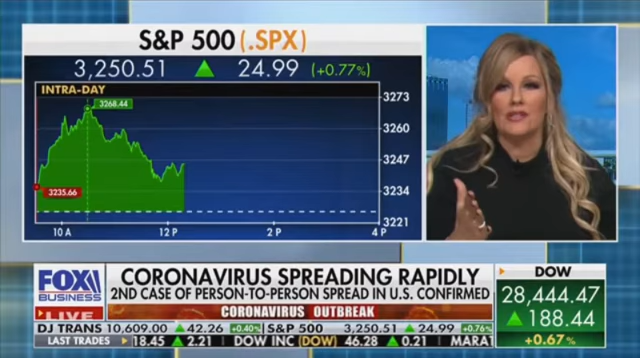 S&P 500 (.SPX)
3,250.51 ▲ 24.99 (+0.77%)
INTRA-DAY
3268.44
3235.66
3273
3260
3247
3234
3221
10 A 12 P 2 P 4 P
FOX
BUSINESS
LIVE
CORONAVIRUS SPREADING RAPIDLY
2ND CASE OF PERSON-TO-PERSON SPREAD IN U.S. CONFIRMED
CORONAVIRUS OUTBREAK
DOW
28,444.47
▲ 188.44
+0.67%
DJ TRANS 10,609.00 ▲ 42.26 +0.40% S&P 500 3,250.51 ▲ 24.99 +0.76%
LAST TRADES 18.45 ▲ 2.21 DOW INC (DOW) 46.28 ▲ 0.21 MARAT